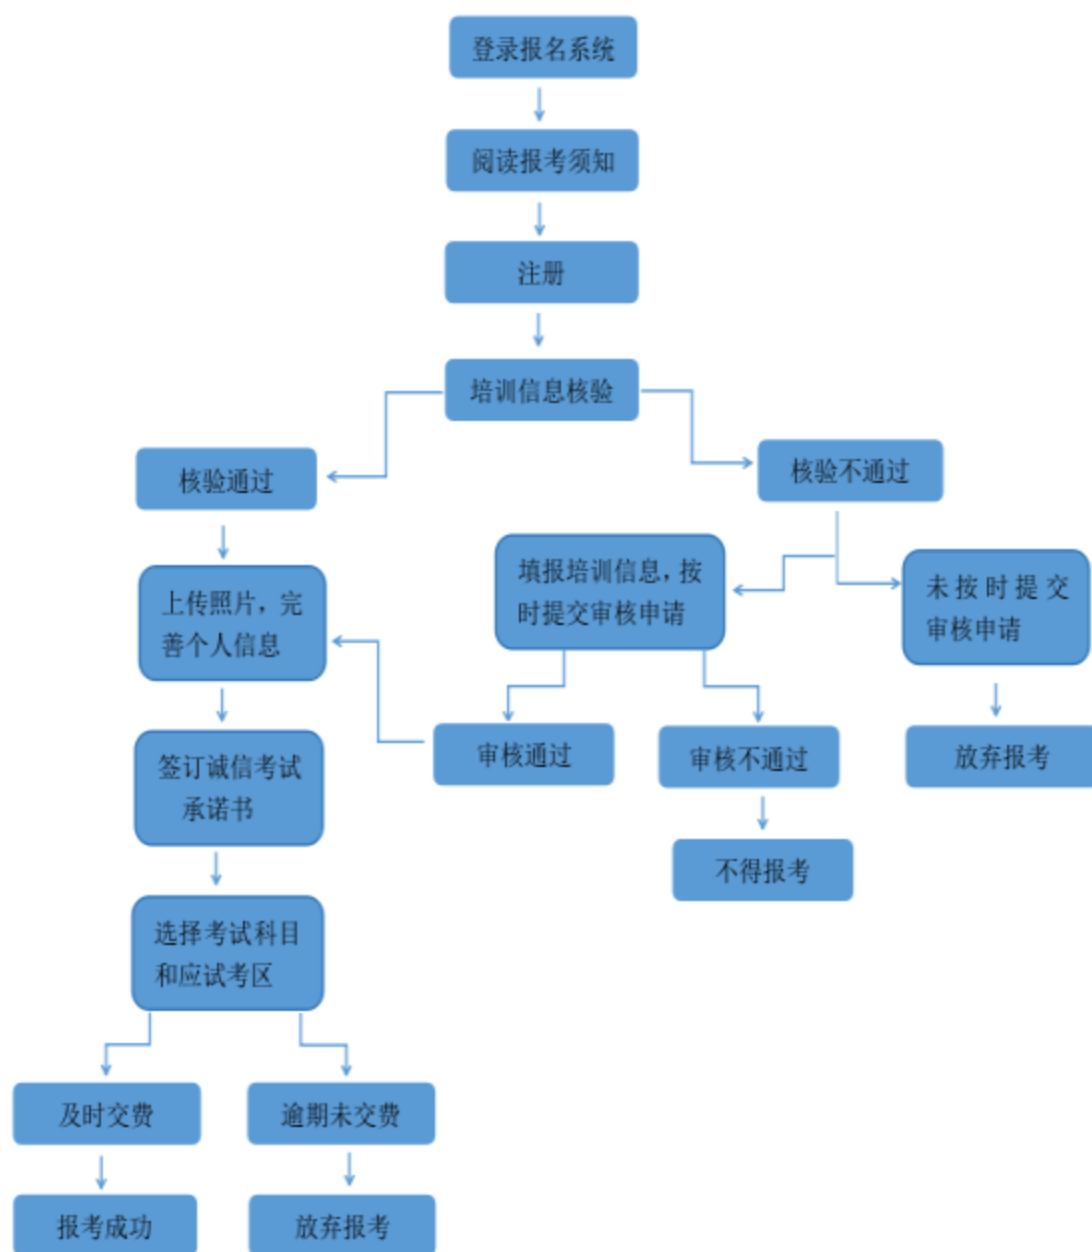 登录报名系统
阅读报考须知
注册
培训信息核验
核验通过
核验不通过
填报培训信息，按
时提交审核申请
未按时提交
审核申请
上传照片，完
善个人信息
审核通过
审核不通过
放弃报考
签订诚信考试
承诺书
不得报考
选择考试科目
和应试考区
及时交费
逾期未交费
报考成功
放弃报考